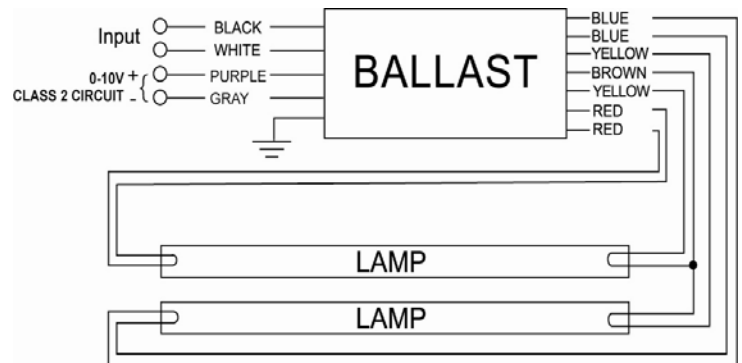 Input
BLACK
WHITE
0-10V +
PURPLE
CLASS 2 CIRCUIT -
GRAY
BALLAST
BLUE
BLUE
YELLOW
BROWN
YELLOW
RED
RED
LAMP
LAMP